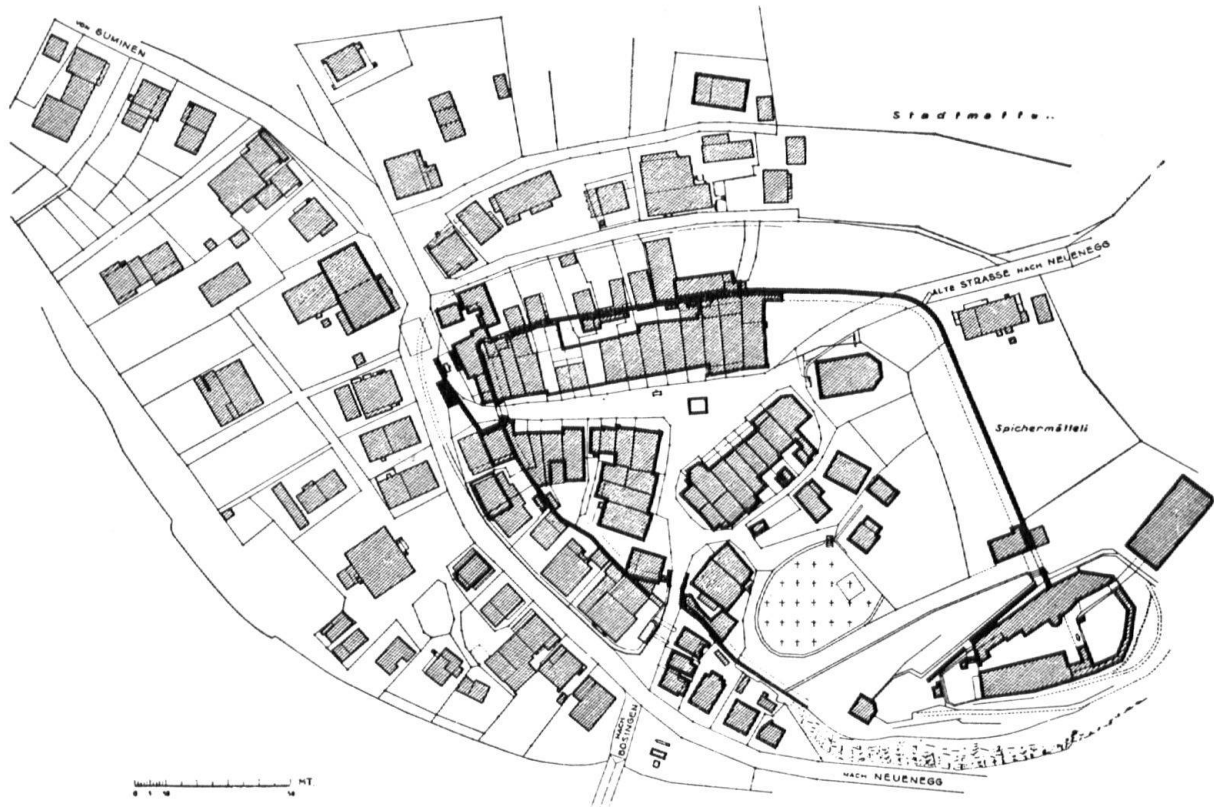 VON GUMINEN
Stadtmatte..
ALTE STRASSE NACH NEUENEGG
Spichermätteli
NACH
BÖSINGEN
NACH NEUENEGG
MT.